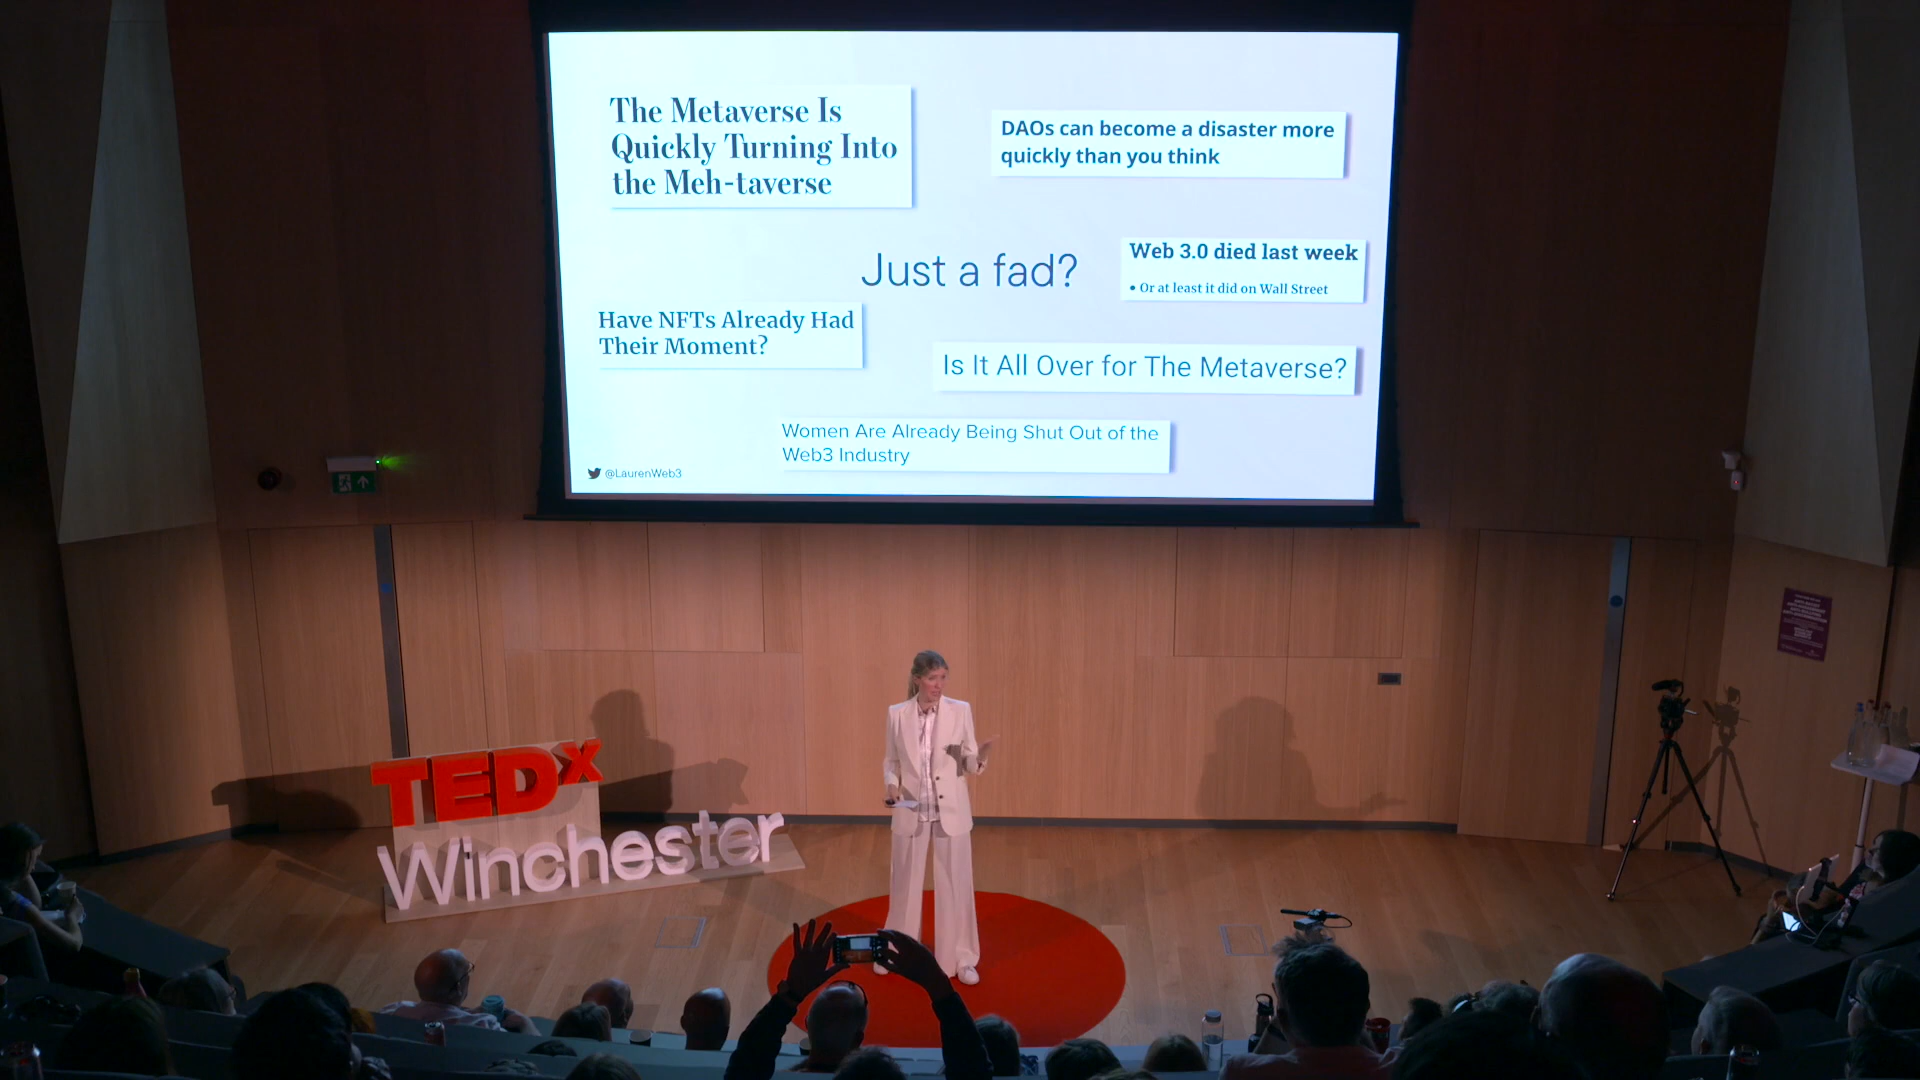 The Metaverse Is
Quickly Turning Into
the Meh-taverse
DAOs can become a disaster more
quickly than you think
Just a fad?
Web 3.0 died last week
• Or at least it did on Wall Street
Have NFTs Already Had
Their Moment?
Is It All Over for The Metaverse?
Women Are Already Being Shut Out of the
Web3 Industry
@LaurenWeb3
TEDx
Winchester